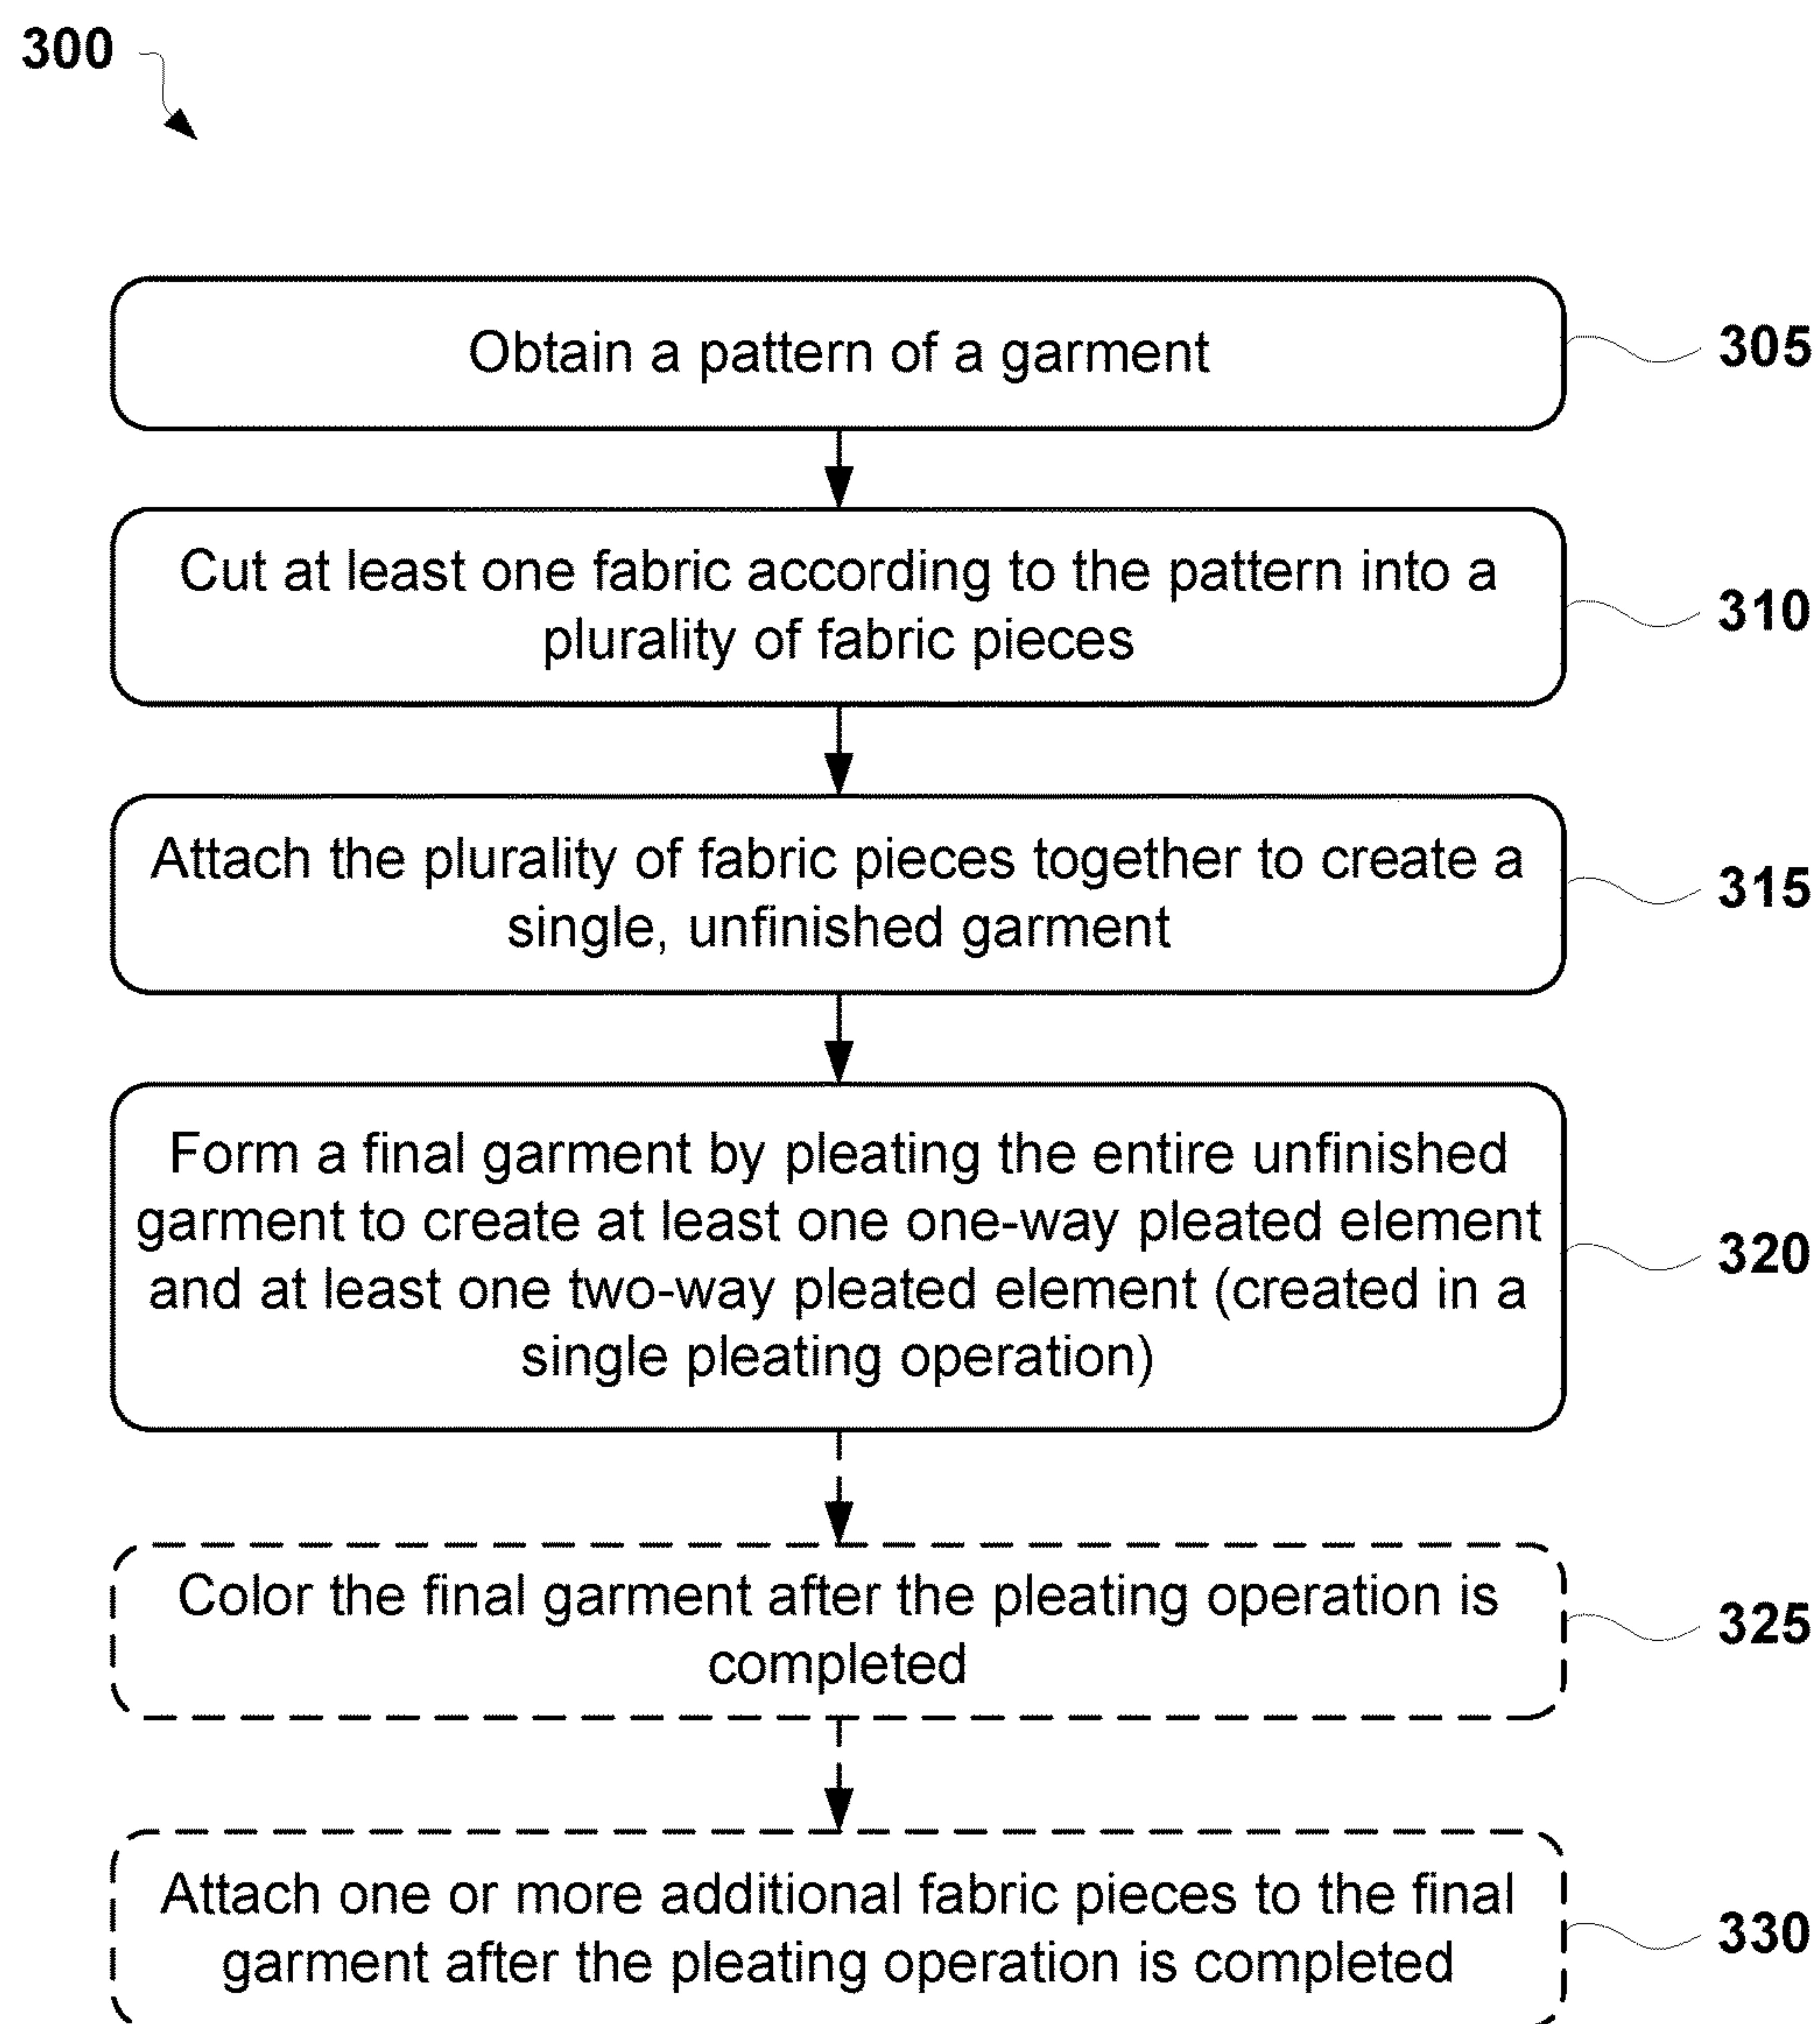 300
Obtain a pattern of a garment
305
Cut at least one fabric according to the pattern into a
plurality of fabric pieces
310
Attach the plurality of fabric pieces together to create a
single, unfinished garment
315
Form a final garment by pleating the entire unfinished
garment to create at least one one-way pleated element
and at least one two-way pleated element (created in a
single pleating operation)
320
Color the final garment after the pleating operation is
completed
325
Attach one or more additional fabric pieces to the final
garment after the pleating operation is completed
330